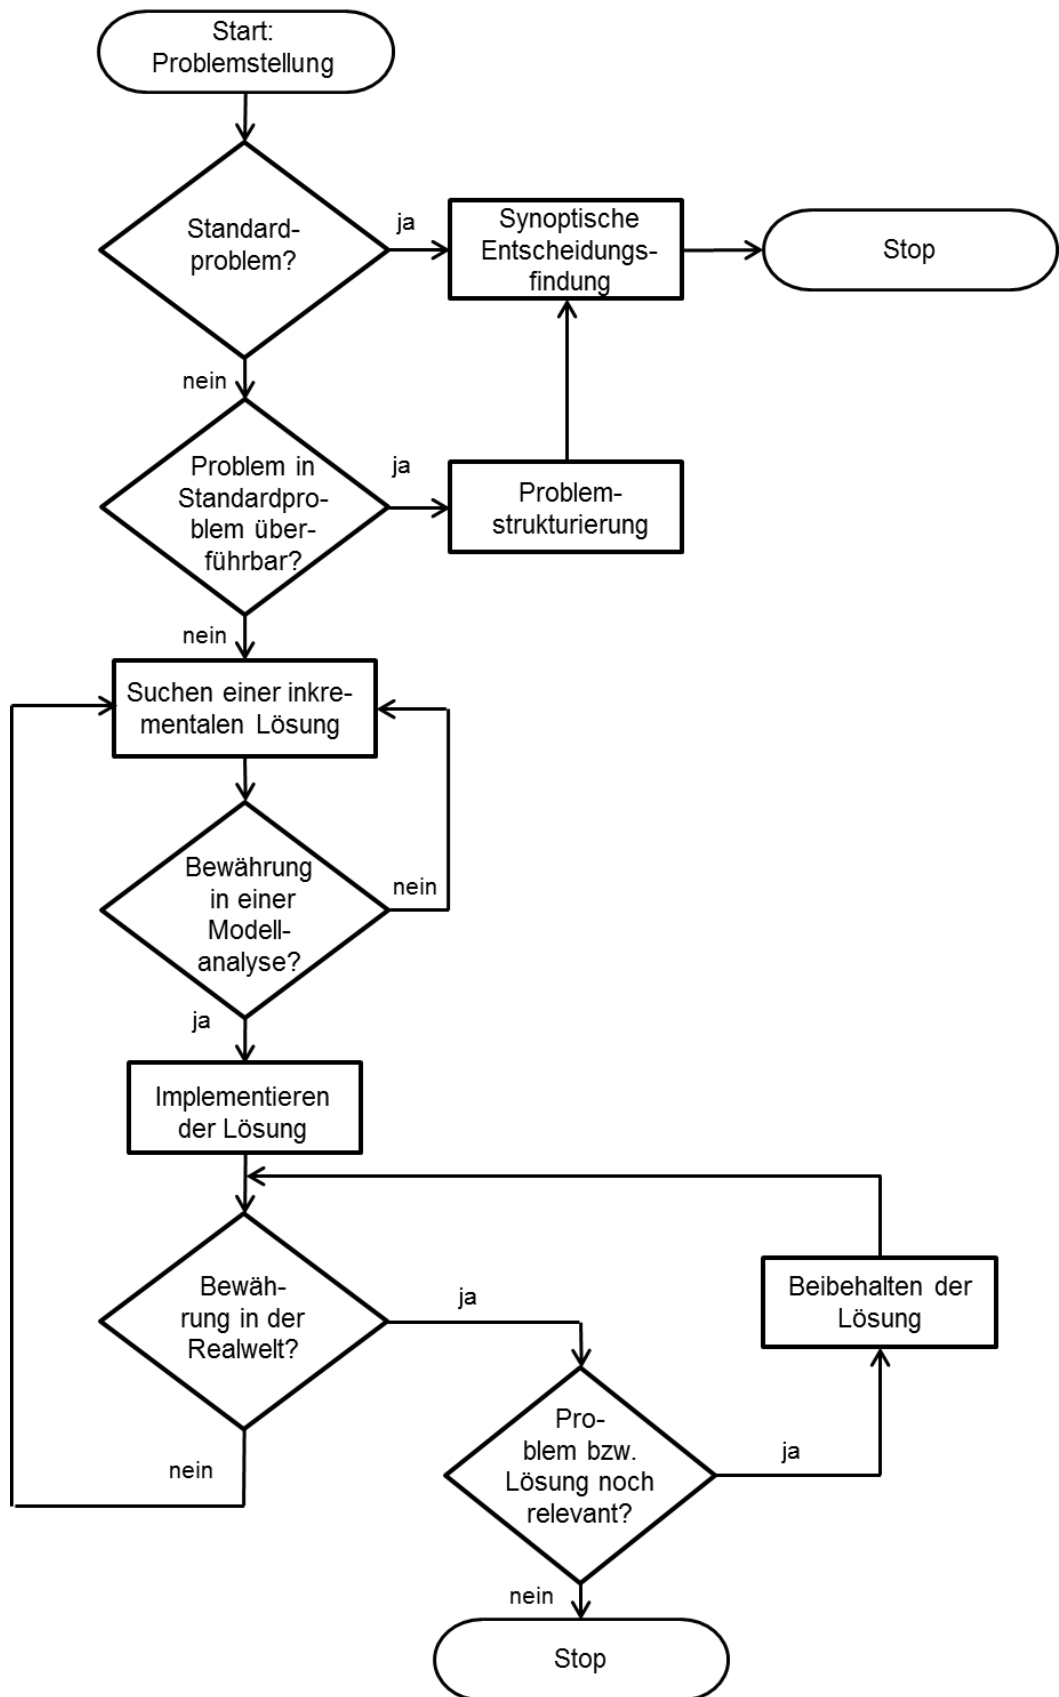 Start:
Problemstellung
Standard-
problem?
ja
Synoptische
Entscheidungs-
findung
Stop
nein
Problem in
Standardpro-
blem über-
führbar?
ja
Problem-
strukturierung
nein
Suchen einer inkre-
mentalen Lösung
Bewährung
in einer
Modell-
analyse?
nein
ja
Implementieren
der Lösung
Bewäh-
rung in der
Realwelt?
ja
Beibehalten der
Lösung
nein
Pro-
blem bzw.
Lösung noch
relevant?
ja
nein
Stop